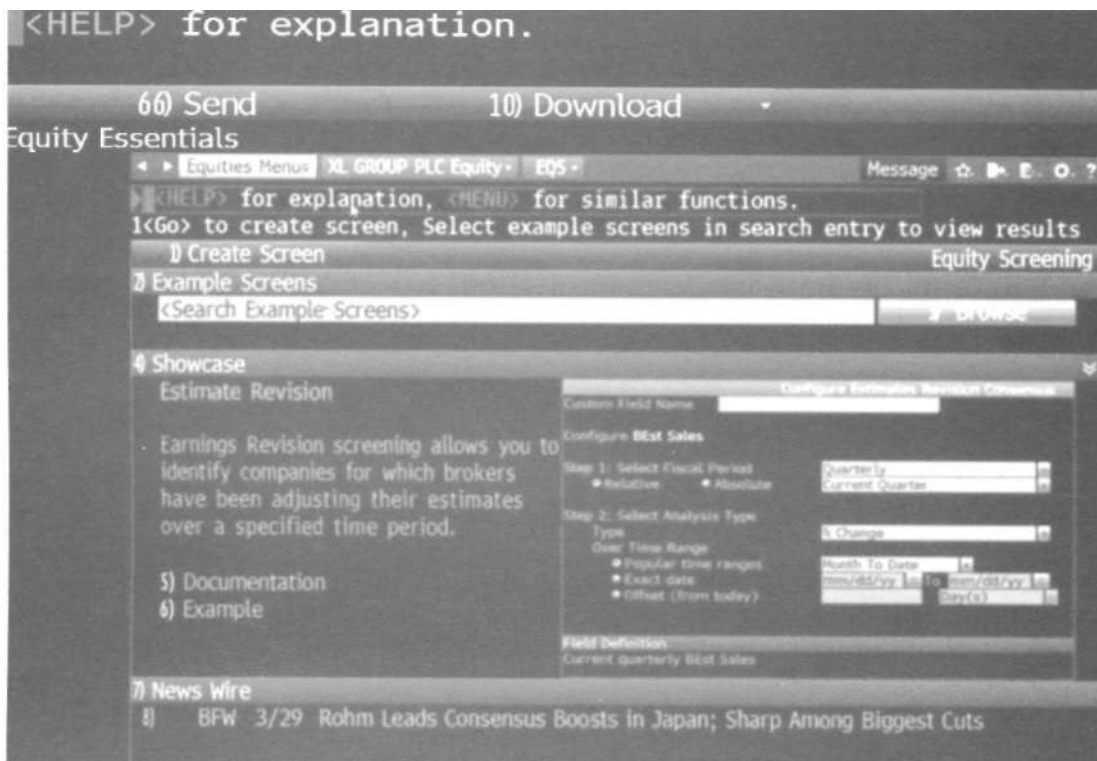 <HELP> for explanation.
66) Send 10) Download
Equity Essentials
Equities Menus XL GROUP PLC Equity EQS Message ?
<HELP> for explanation, <MENU> for similar functions.
1<Go> to create screen, Select example screens in search entry to view results
1) Create Screen Equity Screening
2) Example Screens
<Search Example Screens> Browse
4) Showcase
Estimate Revision
Earnings Revision screening allows you to
identify companies for which brokers
have been adjusting their estimates
over a specified time period.
5) Documentation
6) Example
Configure Estimates Revision Consensus
Custom Field Name
Configure BEst Sales
Step 1: Select Fiscal Period Quarterly
Relative Absolute Current Quarter
Step 2: Select Analysis Type
Type % Change
Over Time Range
Popular time ranges Month To Date
Exact date mm/dd/yy To mm/dd/yy
Offset (from today) Day(s)
Field Definition
Current quarterly BEst Sales
7) News Wire
8) BFW 3/29 Rohm Leads Consensus Boosts in Japan; Sharp Among Biggest Cuts